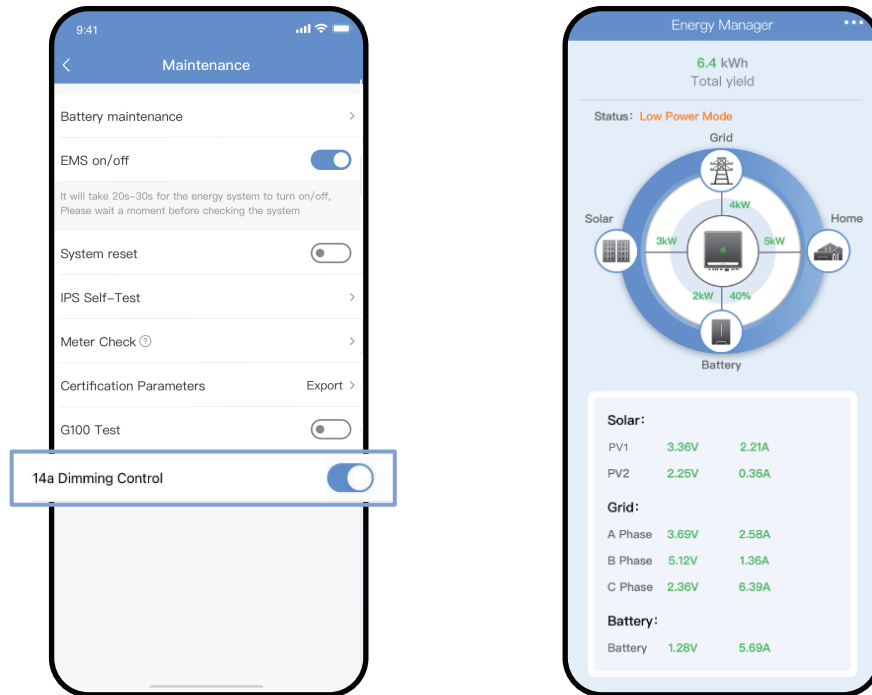 9:41
Maintenance
Battery maintenance
EMS on/off
It will take 20s-30s for the energy system to turn on/off,
Please wait a moment before checking the system
System reset
IPS Self-Test
Meter Check ?
Certification Parameters Export
G100 Test
14a Dimming Control
Energy Manager
6.4 kWh
Total yield
Status: Low Power Mode
Grid
4kW
Solar
Home
3kW
5kW
2kW
40%
Battery
Solar:
PV1 3.36V 2.21A
PV2 2.25V 0.36A
Grid:
A Phase 3.69V 2.58A
B Phase 5.12V 1.36A
C Phase 2.36V 6.39A
Battery:
Battery 1.28V 5.69A